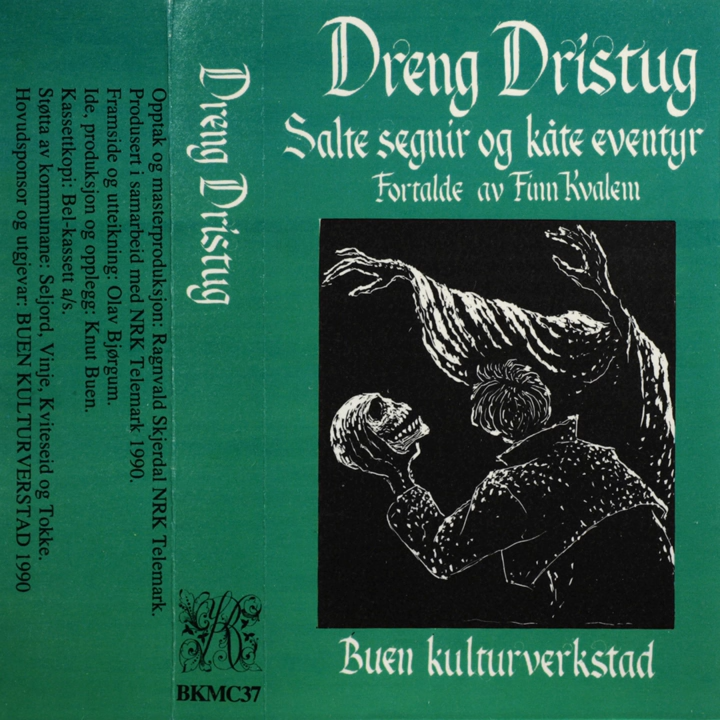 Dreng Dristug
Salte segnir og kåte eventyr
Fortalde av Finn Kvalem
Buen kulturverkstad
Dreng Dristug
BKMC37
Opptak og masterproduksjon: Ragnvald Skjerdal NRK Telemark.
Produsert i samarbeid med NRK Telemark 1990.
Framside og utteikning: Olav Bjørgum.
Ide, produksjon og opplegg: Knut Buen.
Kassettkopi: Bel-kassett a/s.
Støtta av kommunane: Seljord, Vinje, Kviteseid og Tokke.
Hovudsponsor og utgjevar: BUEN KULTURVERSTAD 1990